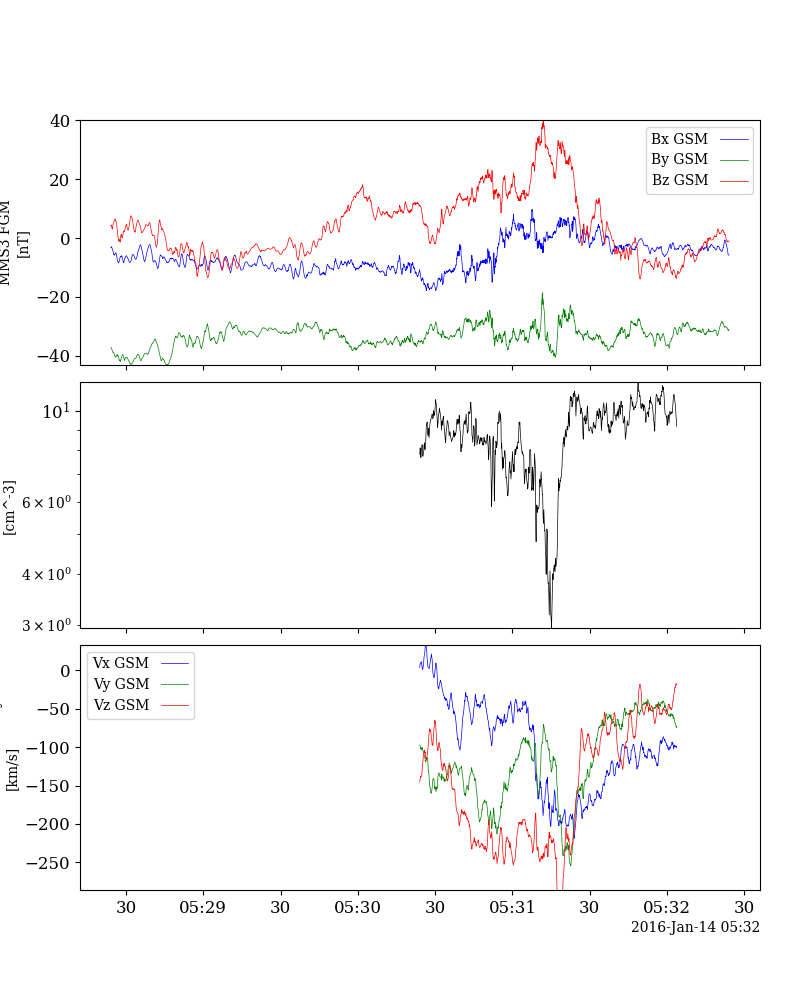 MMS3 FGM
[nT]
40
20
0
−20
−40
Bx GSM
By GSM
Bz GSM
[cm^-3]
10^1
6 × 10^0
4 × 10^0
3 × 10^0
[km/s]
0
−50
−100
−150
−200
−250
Vx GSM
Vy GSM
Vz GSM
30 05:29 30 05:30 30 05:31 30 05:32 30
2016-Jan-14 05:32